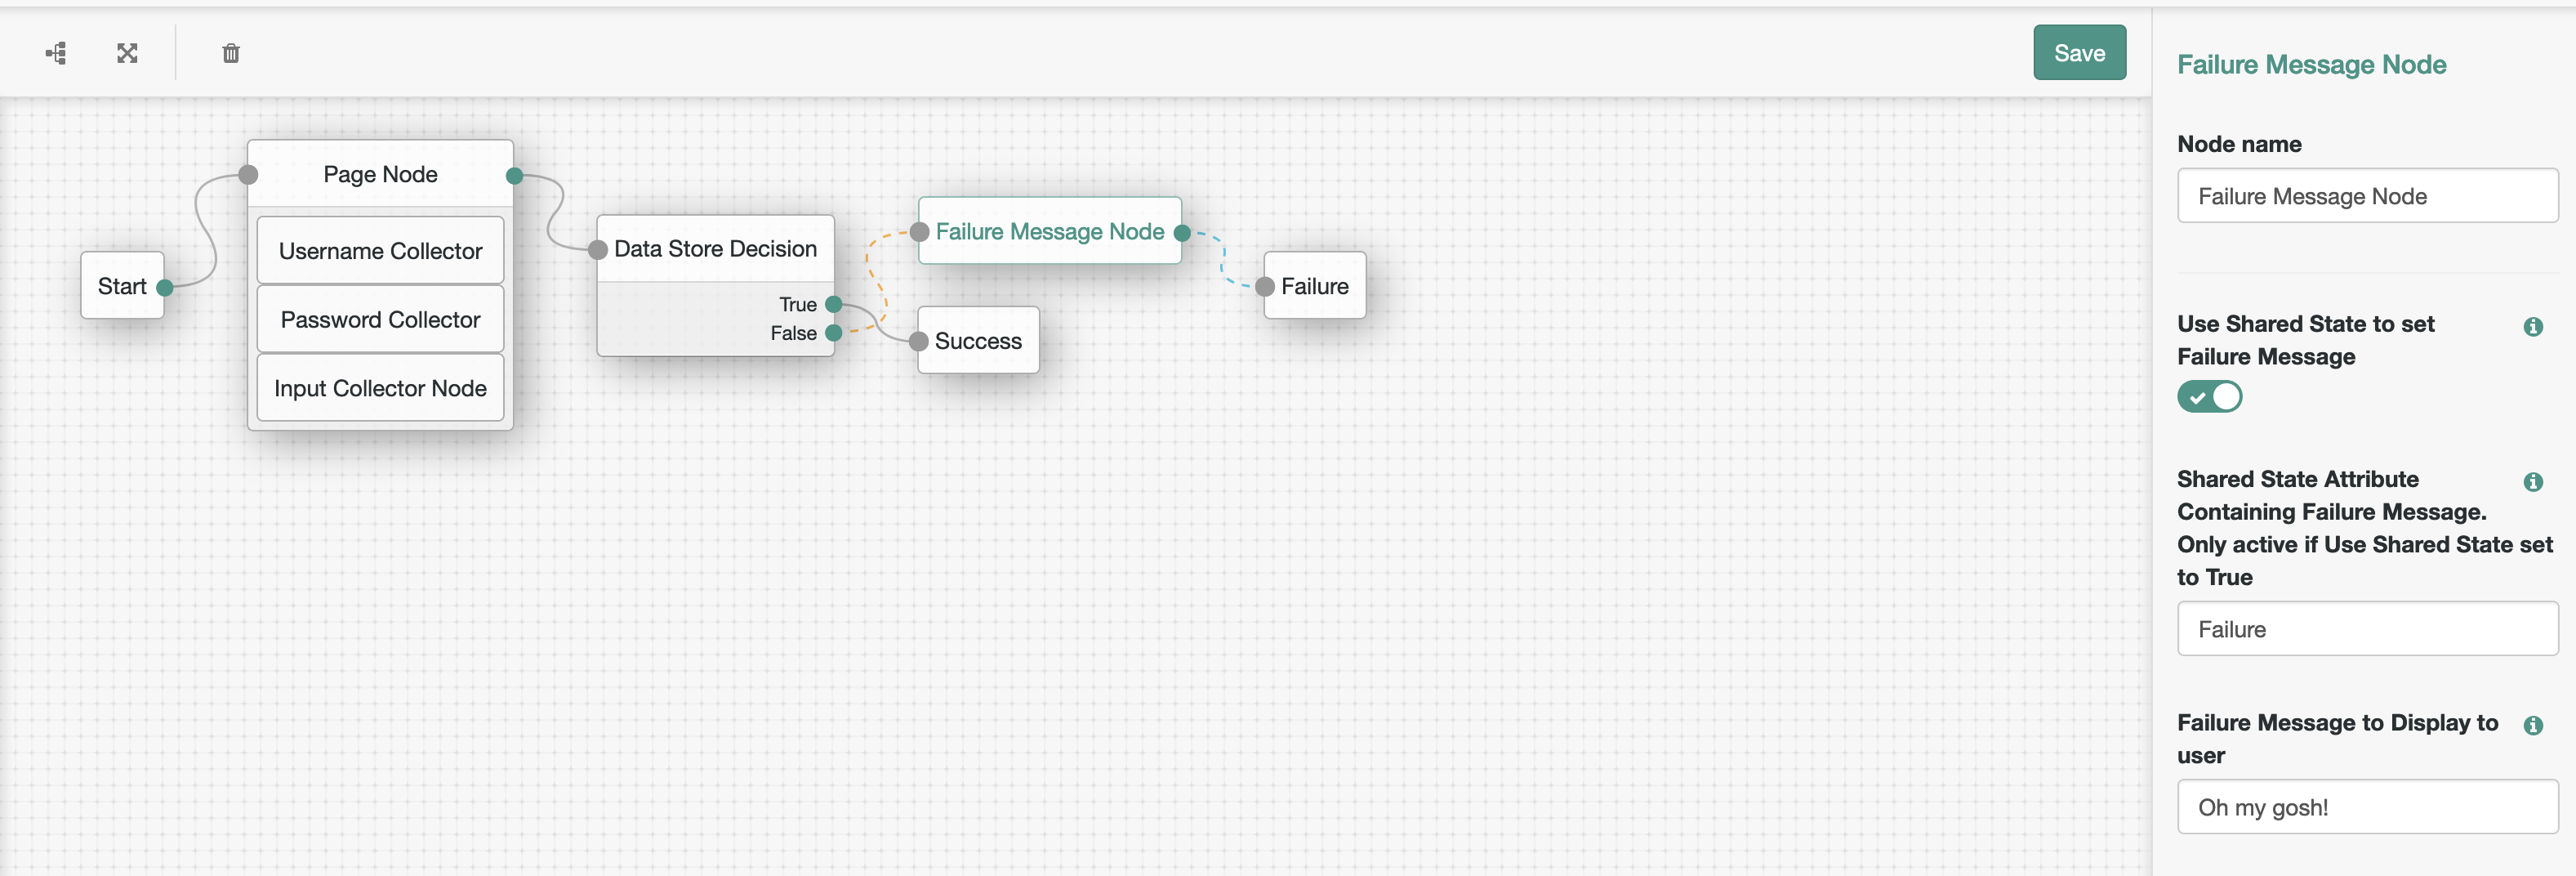 Save
Start
Page Node
Username Collector
Password Collector
Input Collector Node
Data Store Decision
True
False
Failure Message Node
Success
Failure
Failure Message Node
Node name
Failure Message Node
Use Shared State to set
Failure Message
Shared State Attribute
Containing Failure Message.
Only active if Use Shared State set
to True
Failure
Failure Message to Display to
user
Oh my gosh!